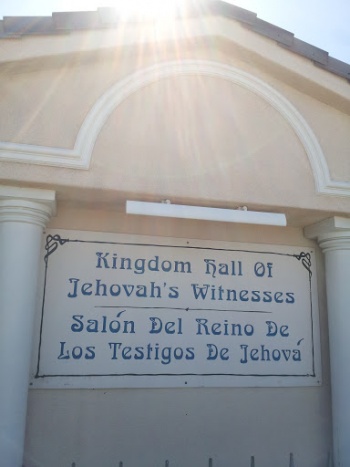 Kingdom Hall Of
Jehovah's Witnesses
Salón Del Reino De
Los Testigos De Jehová